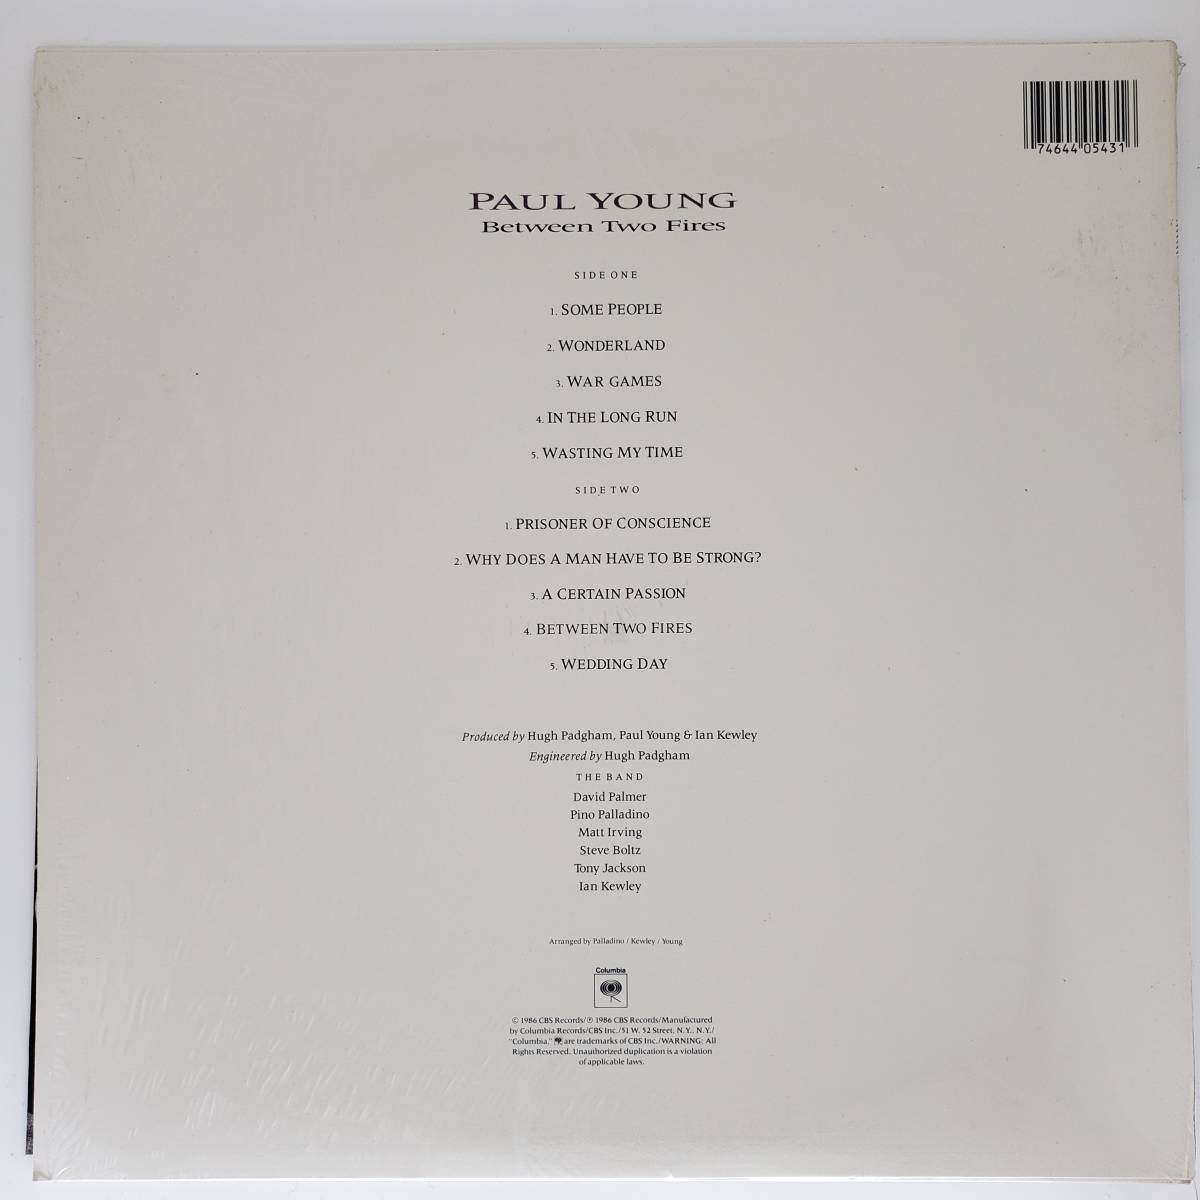 74644 05431
PAUL YOUNG
Between Two Fires
SIDE ONE
1. SOME PEOPLE
2. WONDERLAND
3. WAR GAMES
4. IN THE LONG RUN
5. WASTING MY TIME
SIDE TWO
1. PRISONER OF CONSCIENCE
2. WHY DOES A MAN HAVE TO BE STRONG?
3. A CERTAIN PASSION
4. BETWEEN TWO FIRES
5. WEDDING DAY
Produced by Hugh Padgham, Paul Young & Ian Kewley
Engineered by Hugh Padgham
THE BAND
David Palmer
Pino Palladino
Matt Irving
Steve Boltz
Tony Jackson
Ian Kewley
Arranged by Palladino / Kewley / Young
Columbia
© 1986 CBS Records/℗ 1986 CBS Records/Manufactured
by Columbia Records/CBS Inc./51 W. 52 Street, N.Y., N.Y./
"Columbia," are trademarks of CBS Inc./WARNING: All
Rights Reserved. Unauthorized duplication is a violation
of applicable laws.